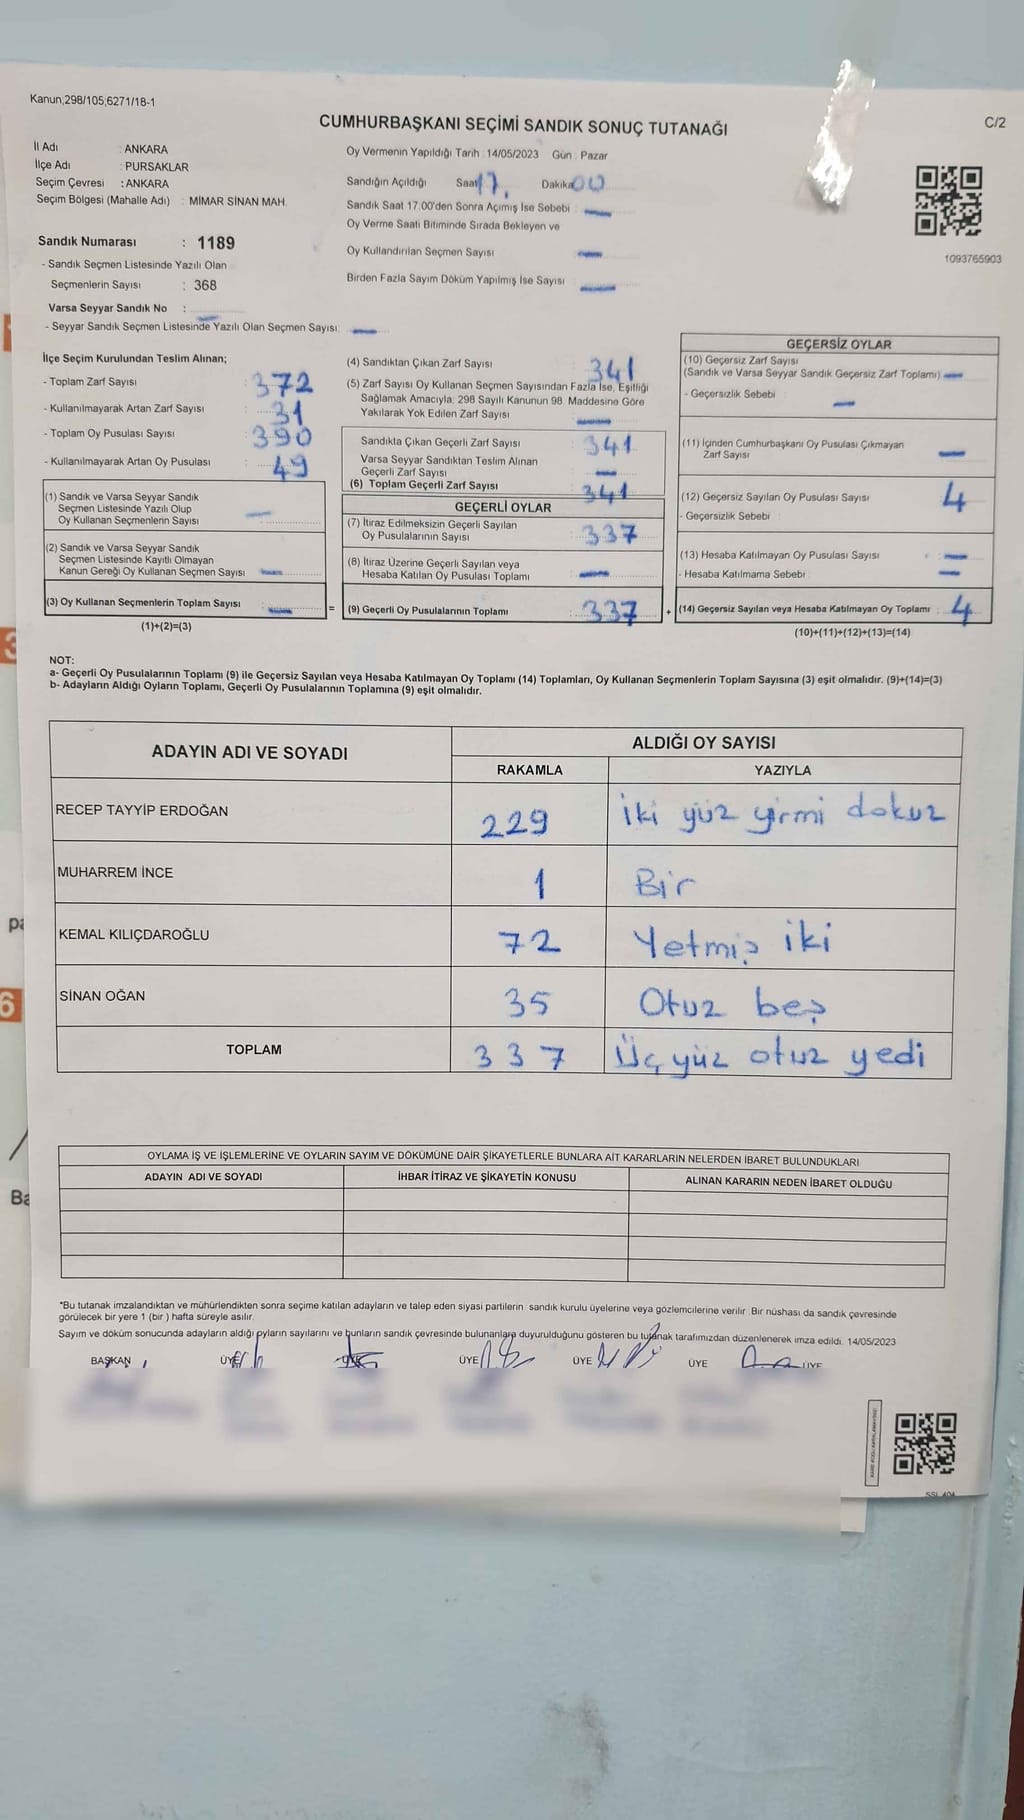 Kanun;298/105;6271/18-1
C/2
CUMHURBAŞKANI SEÇİMİ SANDIK SONUÇ TUTANAĞI
İl Adı : ANKARA
İlçe Adı : PURSAKLAR
Seçim Çevresi : ANKARA
Seçim Bölgesi (Mahalle Adı) : MİMAR SİNAN MAH.
Sandık Numarası : 1189
- Sandık Seçmen Listesinde Yazılı Olan
Seçmenlerin Sayısı : 368
Varsa Seyyar Sandık No :
- Seyyar Sandık Seçmen Listesinde Yazılı Olan Seçmen Sayısı:
Oy Vermenin Yapıldığı Tarih : 14/05/2023 Gün : Pazar
Sandığın Açıldığı Saat 17 Dakika 00
Sandık Saat 17:00'den Sonra Açımış İse Sebebi :
Oy Verme Saati Bitiminde Sırada Bekleyen ve
Oy Kullandırılan Seçmen Sayısı :
Birden Fazla Sayım Döküm Yapılmış İse Sayısı :
1093765903
İlçe Seçim Kurulundan Teslim Alınan;
- Toplam Zarf Sayısı : 372
- Kullanılmayarak Artan Zarf Sayısı : 31
- Toplam Oy Pusulası Sayısı : 390
- Kullanılmayarak Artan Oy Pusulası : 49
(1) Sandık ve Varsa Seyyar Sandık
Seçmen Listesinde Yazılı Olup
Oy Kullanan Seçmenlerin Sayısı :
(2) Sandık ve Varsa Seyyar Sandık
Seçmen Listesinde Kayıtlı Olmayan
Kanun Gereği Oy Kullanan Seçmen Sayısı :
(3) Oy Kullanan Seçmenlerin Toplam Sayısı : =
(1)+(2)=(3)
(4) Sandıktan Çıkan Zarf Sayısı : 341
(5) Zarf Sayısı Oy Kullanan Seçmen Sayısından Fazla İse, Eşitliği
Sağlamak Amacıyla; 298 Sayılı Kanunun 98. Maddesine Göre
Yakılarak Yok Edilen Zarf Sayısı :
Sandıkta Çıkan Geçerli Zarf Sayısı : 341
Varsa Seyyar Sandıktan Teslim Alınan
Geçerli Zarf Sayısı :
(6) Toplam Geçerli Zarf Sayısı : 341
GEÇERLİ OYLAR
(7) İtiraz Edilmeksizin Geçerli Sayılan
Oy Pusulalarının Sayısı : 337
(8) İtiraz Üzerine Geçerli Sayılan veya
Hesaba Katılan Oy Pusulası Toplamı :
(9) Geçerli Oy Pusulalarının Toplamı : 337 +
GEÇERSİZ OYLAR
(10) Geçersiz Zarf Sayısı
(Sandık ve Varsa Seyyar Sandık Geçersiz Zarf Toplamı)
- Geçersizlik Sebebi :
(11) İçinden Cumhurbaşkanı Oy Pusulası Çıkmayan
Zarf Sayısı
(12) Geçersiz Sayılan Oy Pusulası Sayısı 4
- Geçersizlik Sebebi :
(13) Hesaba Katılmayan Oy Pusulası Sayısı :
- Hesaba Katılmama Sebebi :
(14) Geçersiz Sayılan veya Hesaba Katılmayan Oy Toplamı : 4
(10)+(11)+(12)+(13)=(14)
NOT:
a- Geçerli Oy Pusulalarının Toplamı (9) ile Geçersiz Sayılan veya Hesaba Katılmayan Oy Toplamı (14) Toplamları, Oy Kullanan Seçmenlerin Toplam Sayısına (3) eşit olmalıdır. (9)+(14)=(3)
b- Adayların Aldığı Oyların Toplamı, Geçerli Oy Pusulalarının Toplamına (9) eşit olmalıdır.
ADAYIN ADI VE SOYADI ALDIĞI OY SAYISI
RAKAMLA YAZIYLA
RECEP TAYYİP ERDOĞAN 229 İki yüz yirmi dokuz
MUHARREM İNCE 1 Bir
KEMAL KILIÇDAROĞLU 72 Yetmiş iki
SİNAN OĞAN 35 Otuz beş
TOPLAM 337 Üç yüz otuz yedi
OYLAMA İŞ VE İŞLEMLERİNE VE OYLARIN SAYIM VE DÖKÜMÜNE DAİR ŞİKAYETLERLE BUNLARA AİT KARARLARIN NELERDEN İBARET BULUNDUKLARI
ADAYIN ADI VE SOYADI İHBAR İTİRAZ VE ŞİKAYETİN KONUSU ALINAN KARARIN NEDEN İBARET OLDUĞU
*Bu tutanak imzalandıktan ve mühürlendikten sonra seçime katılan adayların ve talep eden siyasi partilerin sandık kurulu üyelerine veya gözlemcilerine verilir. Bir nüshası da sandık çevresinde
görülecek bir yere 1 (bir ) hafta süreyle asılır.
Sayım ve döküm sonucunda adayların aldığı oyların sayılarını ve bunların sandık çevresinde bulunanlara duyurulduğunu gösteren bu tutanak tarafımızdan düzenlenerek imza edildi. 14/05/2023
BAŞKAN ÜYE ÜYE ÜYE ÜYE ÜYE ÜYE